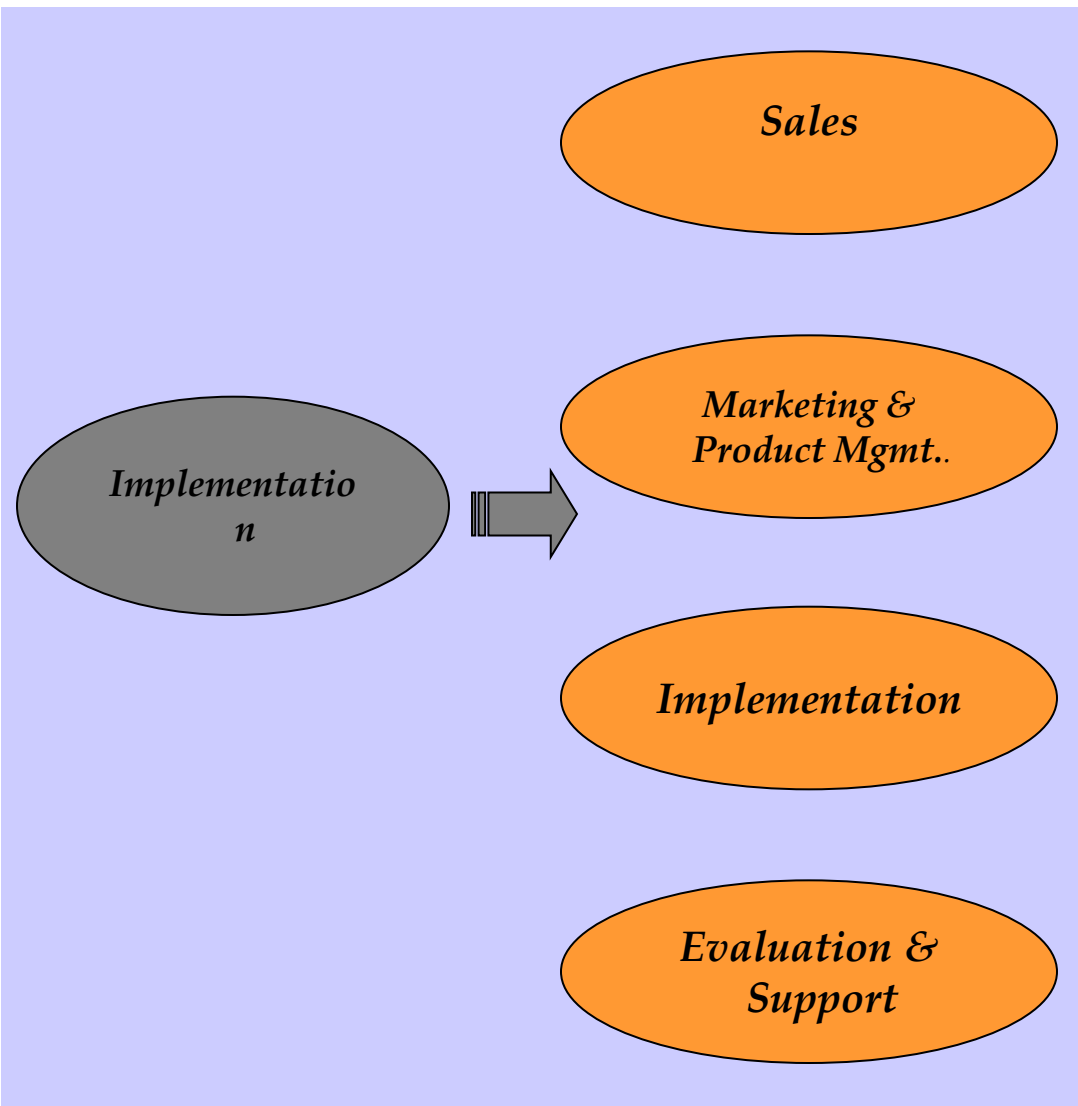 Sales
Marketing &
Product Mgmt..
Implementatio
n
Implementation
Evaluation &
Support